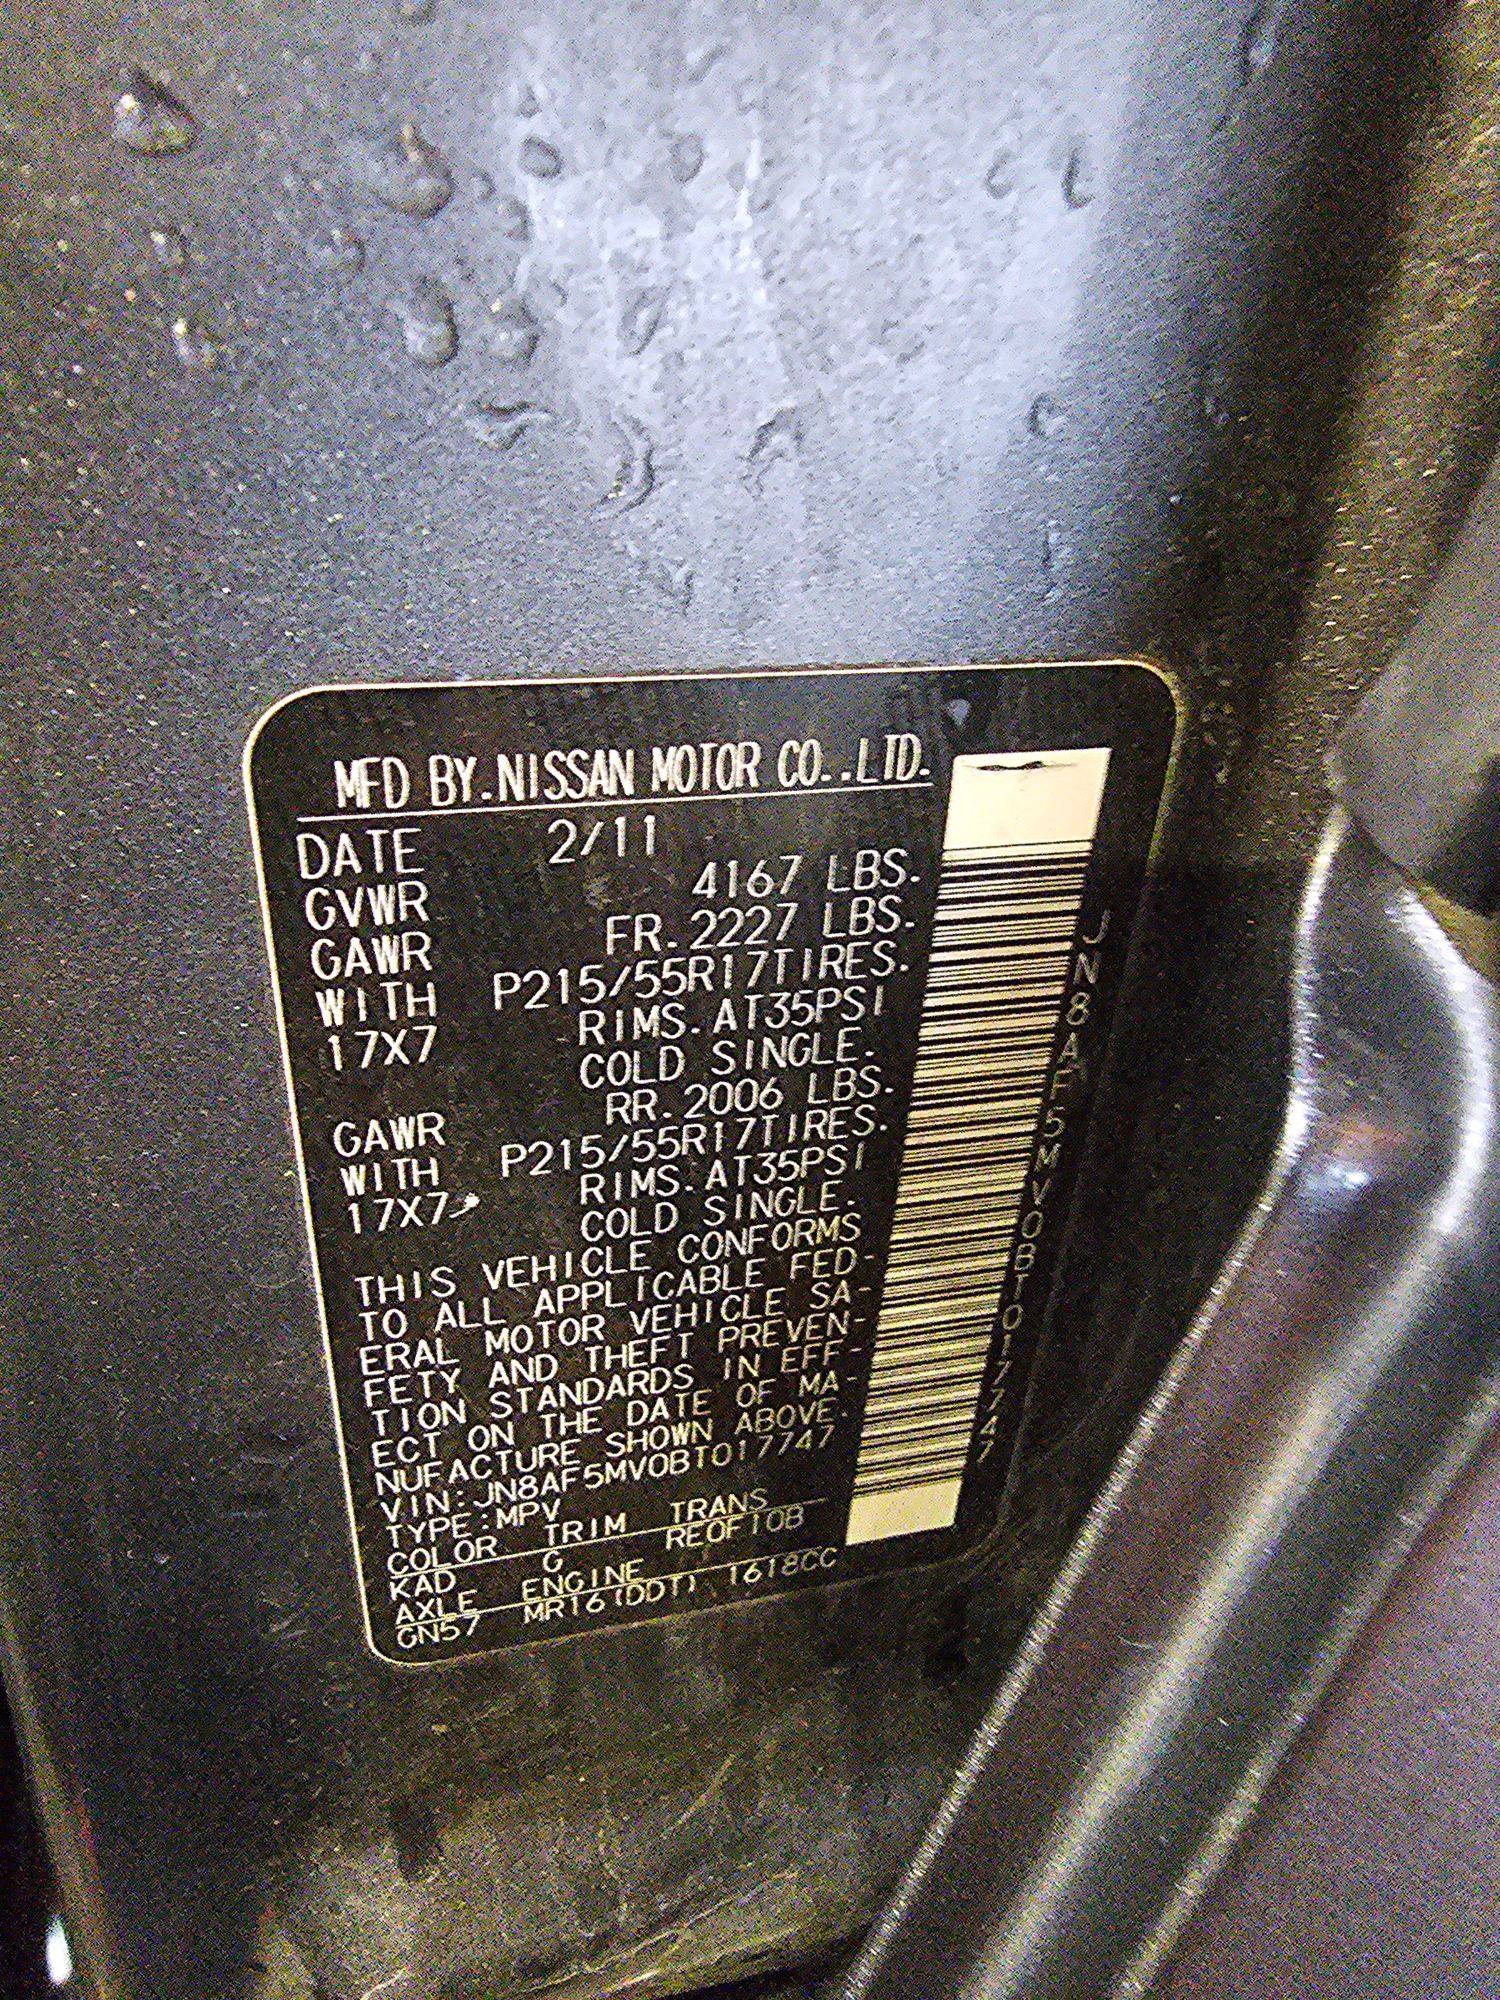 MFD BY.NISSAN MOTOR CO.,LTD.
DATE 2/11
GVWR 4167 LBS.
GAWR FR. 2227 LBS.
WITH P215/55R17TIRES.
17X7 RIMS. AT35PSI
COLD SINGLE.
GAWR RR. 2006 LBS.
WITH P215/55R17TIRES.
17X7 RIMS. AT35PSI
COLD SINGLE.
THIS VEHICLE CONFORMS
TO ALL APPLICABLE FED-
ERAL MOTOR VEHICLE SA-
FETY AND THEFT PREVEN-
TION STANDARDS IN EFF-
ECT ON THE DATE OF MA-
NUFACTURE SHOWN ABOVE.
VIN:JN8AF5MV0BT017747
TYPE:MPV
COLOR TRIM TRANS
KAD G RE0F10B
AXLE ENGINE
GN57 MR16(DDT) 1618CC
JN8AF5MV0BT017747